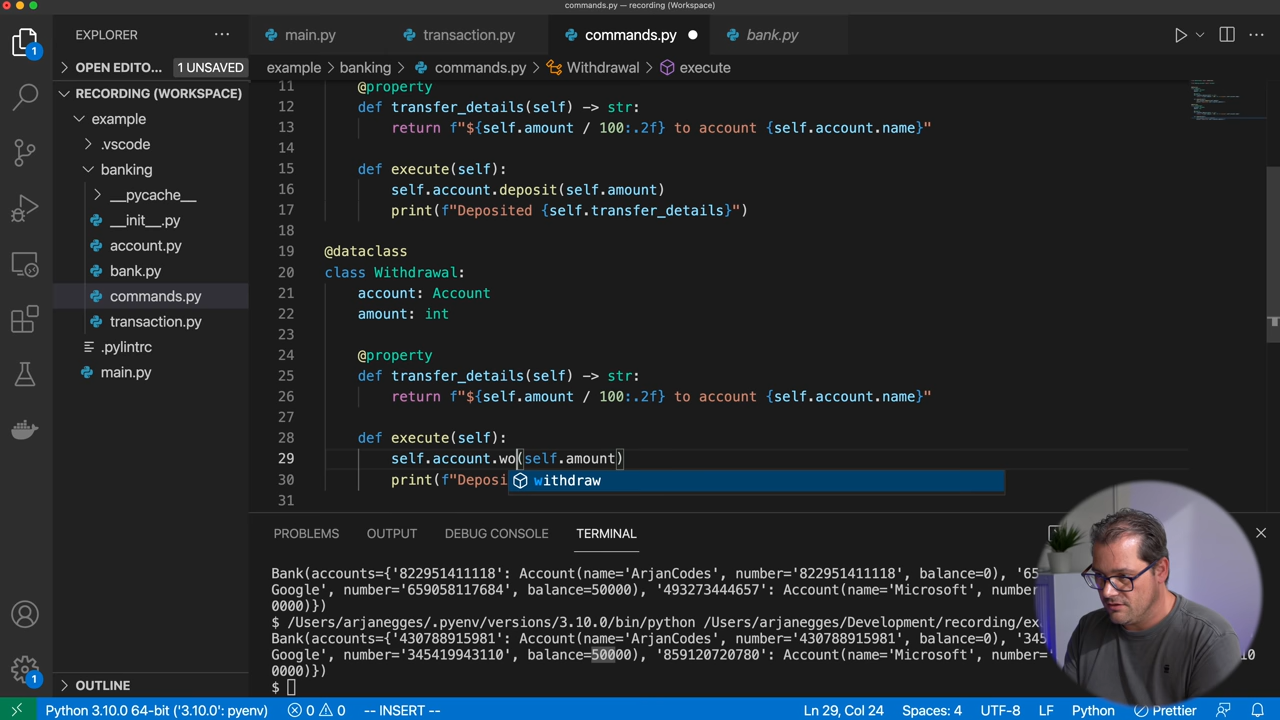 commands.py — recording (Workspace)
EXPLORER
main.py
transaction.py
commands.py
bank.py
OPEN EDITO... 1 UNSAVED
example > banking > commands.py > Withdrawal > execute
RECORDING (WORKSPACE)
example
.vscode
banking
__pycache__
__init__.py
account.py
bank.py
commands.py
transaction.py
.pylintrc
main.py
OUTLINE
1
1
11 @property
12 def transfer_details(self) -> str:
13 return f"${self.amount / 100:.2f} to account {self.account.name}"
14
15 def execute(self):
16 self.account.deposit(self.amount)
17 print(f"Deposited {self.transfer_details}")
18
19 @dataclass
20 class Withdrawal:
21 account: Account
22 amount: int
23
24 @property
25 def transfer_details(self) -> str:
26 return f"${self.amount / 100:.2f} to account {self.account.name}"
27
28 def execute(self):
29 self.account.wo(self.amount)
30 print(f"Deposi
withdraw
31
PROBLEMS OUTPUT DEBUG CONSOLE TERMINAL
Bank(accounts={'822951411118': Account(name='ArjanCodes', number='822951411118', balance=0), '65
Google', number='659058117684', balance=50000), '493273444657': Account(name='Microsoft', number=
0000)})
$ /Users/arjanegges/.pyenv/versions/3.10.0/bin/python /Users/arjanegges/Development/recording/ex
Bank(accounts={'430788915981': Account(name='ArjanCodes', number='430788915981', balance=0), '345
Google', number='345419943110', balance=50000), '859120720780': Account(name='Microsoft', number=
10
0000)})
$
Python 3.10.0 64-bit ('3.10.0': pyenv) 0 0 -- INSERT -- Ln 29, Col 24 Spaces: 4 UTF-8 LF Python Prettier